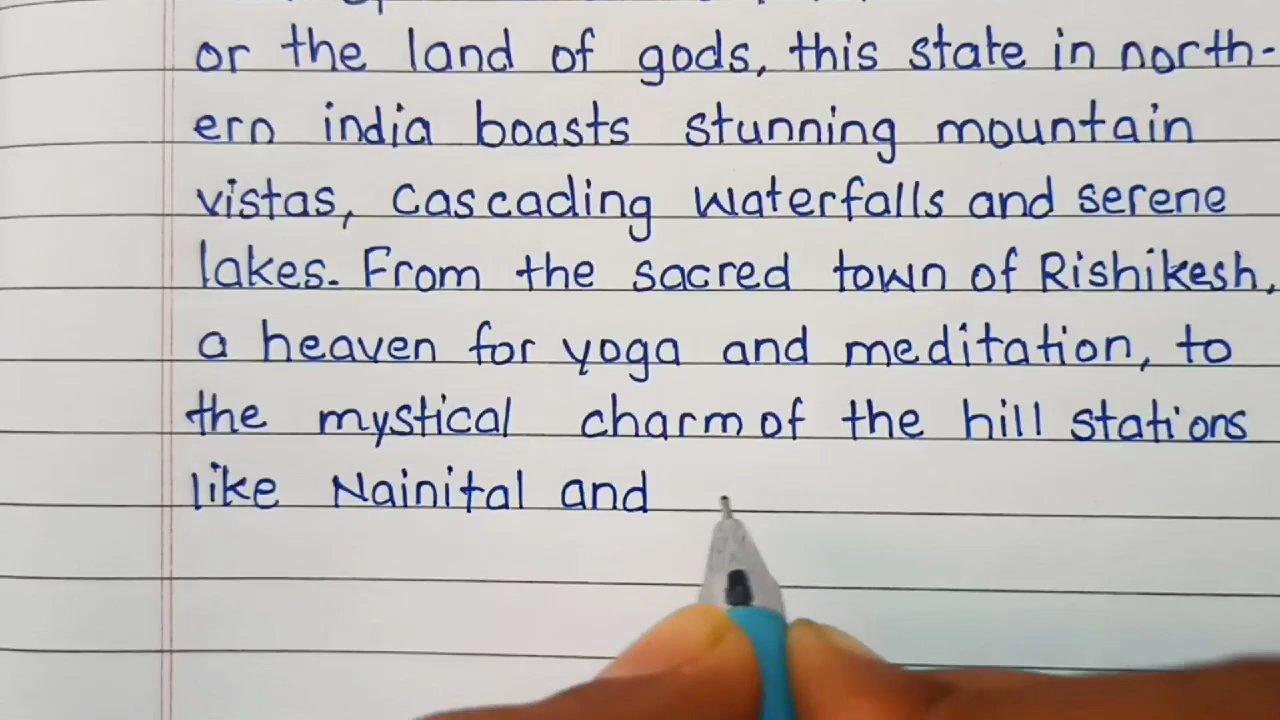 or the land of gods, this state in north-
ern india boasts stunning mountain
vistas, cascading waterfalls and serene
lakes. From the sacred town of Rishikesh,
a heaven for yoga and meditation, to
the mystical charm of the hill stations
like Nainital and